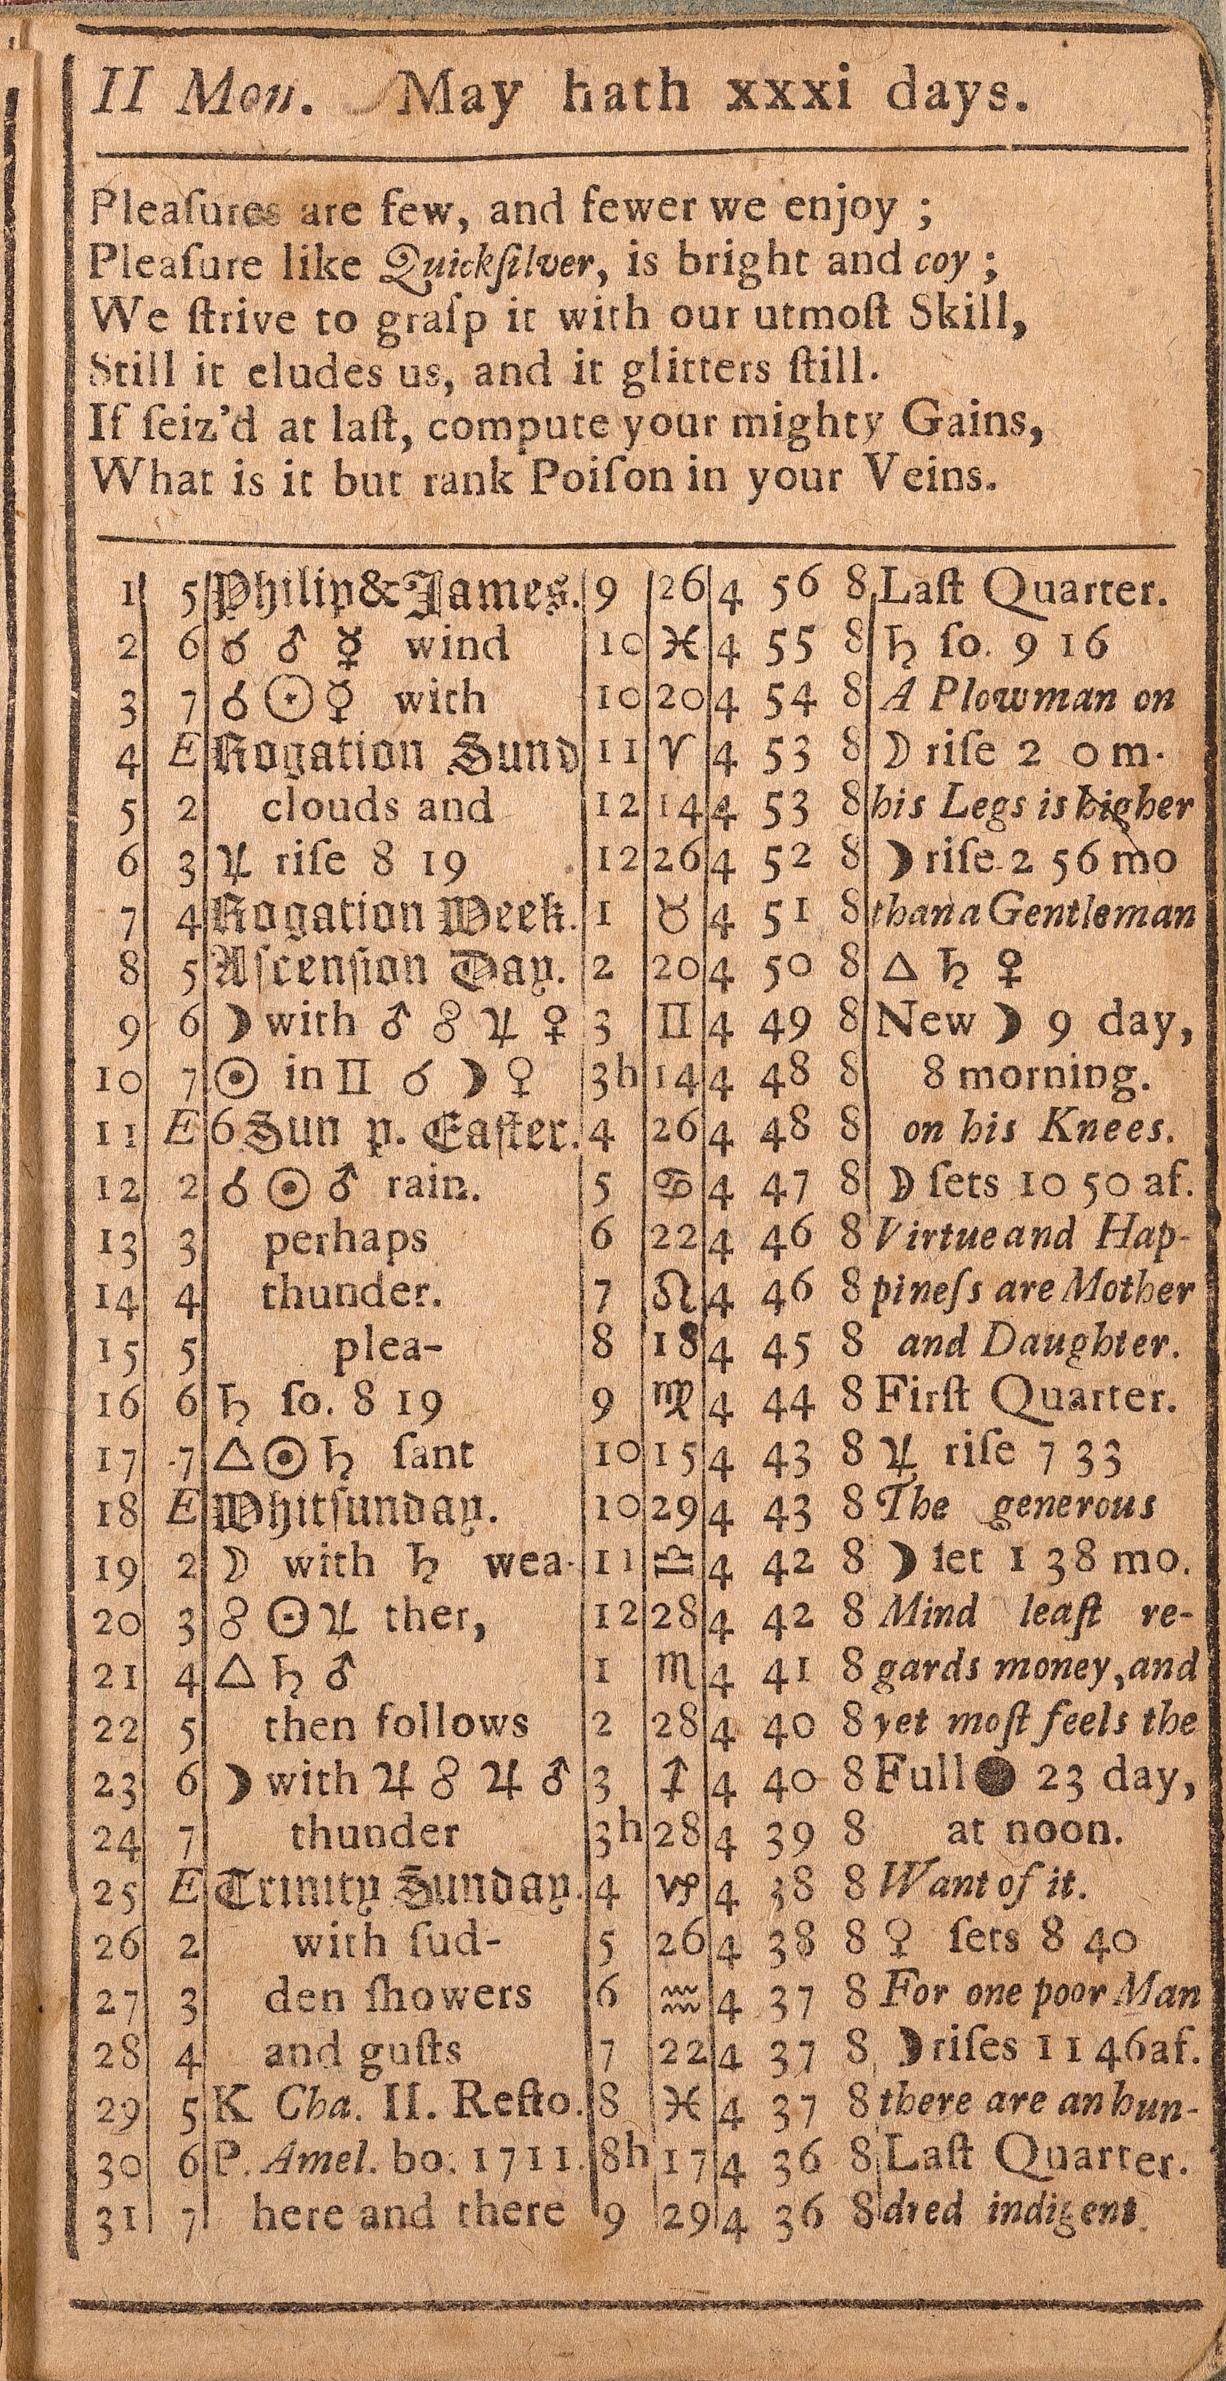 II Mon. May hath xxxi days.
Pleaſures are few, and fewer we enjoy ;
Pleaſure like Quickſilver, is bright and coy ;
We ſtrive to graſp it with our utmoſt Skill,
Still it eludes us, and it glitters ſtill.
If ſeiz'd at laſt, compute your mighty Gains,
What is it but rank Poiſon in your Veins.
1 5 Philip & James. 9 26 4 56 8 Laſt Quarter.
2 6 ☌ ♂ ☿ wind 10 ♓ 4 55 8 ♄ ſo. 9 16
3 7 ☌ ☉ ☿ with 10 20 4 54 8 A Plowman on
4 E Rogation Sund 11 ♈ 4 53 8 ☽ riſe 2 0 m.
5 2 clouds and 12 14 4 53 8 his Legs is higher
6 3 ♃ riſe 8 19 12 26 4 52 8 ☽ riſe 2 56 mo
7 4 Rogation Week. 1 ♉ 4 51 8 than a Gentleman
8 5 Aſcenſion Day. 2 20 4 50 8 △ ♄ ♀
9 6 ☽ with ♂ ☍ ♃ ♀ 3 ♊ 4 49 8 New ☽ 9 day,
10 7 ☉ in ♊ ☌ ☽ ♀ 3h 14 4 48 8 8 morning.
11 E 6 Sun p. Eaſter. 4 26 4 48 8 on his Knees.
12 2 ☌ ☉ ♂ rain. 5 ♋ 4 47 8 ☽ ſets 10 50 af.
13 3 perhaps 6 22 4 46 8 Virtue and Hap-
14 4 thunder. 7 ♌ 4 46 8 pineſs are Mother
15 5 plea- 8 18 4 45 8 and Daughter.
16 6 ♄ ſo. 8 19 9 ♍ 4 44 8 Firſt Quarter.
17 7 △ ☉ ♄ ſant 10 15 4 43 8 ♃ riſe 7 33
18 E Whitſunday. 10 29 4 43 8 The generous
19 2 ☽ with ♄ wea- 11 ♎ 4 42 8 ☽ ſet 1 38 mo.
20 3 ☍ ☉ ♃ ther, 12 28 4 42 8 Mind leaſt re-
21 4 △ ♄ ♂ 1 ♏ 4 41 8 gards money, and
22 5 then follows 2 28 4 40 8 yet moſt feels the
23 6 ☽ with ♃ ☍ ♃ ♂ 3 ♐ 4 40 8 Full ● 23 day,
24 7 thunder 3h 28 4 39 8 at noon.
25 E Trinity Sunday. 4 ♑ 4 38 8 Want of it.
26 2 with ſud- 5 26 4 38 8 ♀ ſets 8 40
27 3 den ſhowers 6 ♒ 4 37 8 For one poor Man
28 4 and guſts 7 22 4 37 8 ☽ riſes 11 46 af.
29 5 K Cha. II. Reſto. 8 ♓ 4 37 8 there are an hun-
30 6 P. Amel. bo. 1711. 8h 17 4 36 8 Laſt Quarter.
31 7 here and there 9 29 4 36 8 dred indigent.